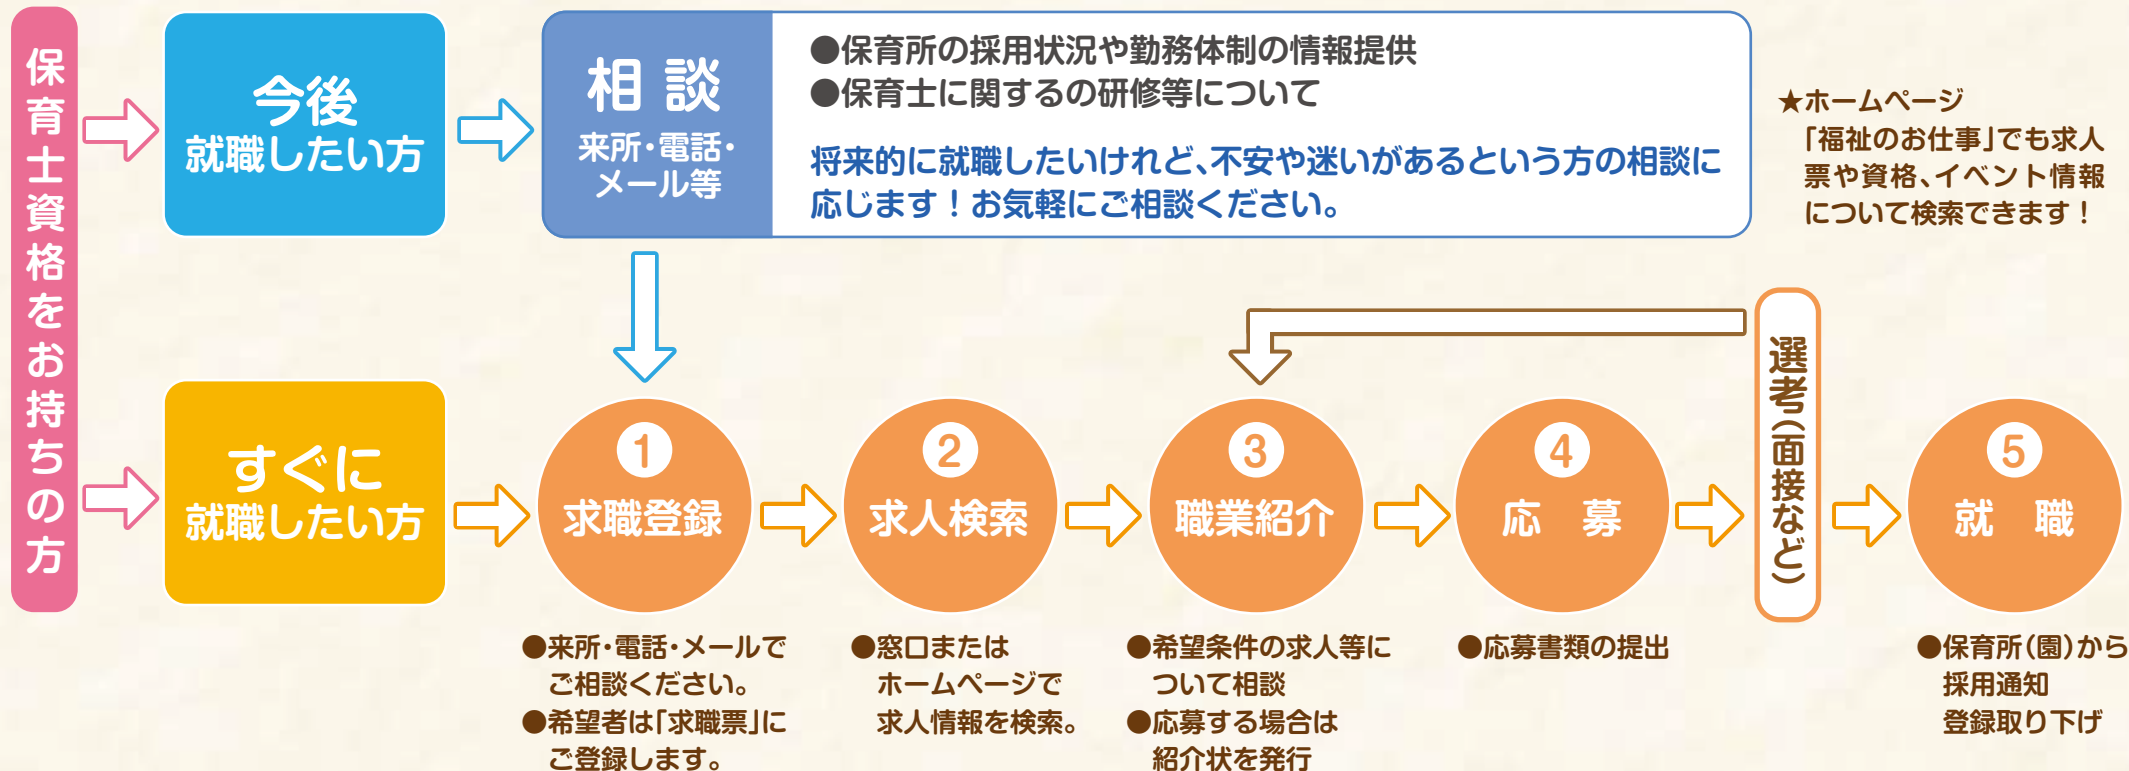 保育士資格をお持ちの方
今後
就職したい方
相 談
来所・電話・
メール等
●保育所の採用状況や勤務体制の情報提供
●保育士に関するの研修等について
将来的に就職したいけれど、不安や迷いがあるという方の相談に
応じます！お気軽にご相談ください。
★ホームページ
「福祉のお仕事」でも求人
票や資格、イベント情報
について検索できます！
すぐに
就職したい方
1
求職登録
●来所・電話・メールで
ご相談ください。
●希望者は「求職票」に
ご登録します。
2
求人検索
●窓口または
ホームページで
求人情報を検索。
3
職業紹介
●希望条件の求人等に
ついて相談
●応募する場合は
紹介状を発行
4
応 募
●応募書類の提出
選考（面接など）
5
就 職
●保育所（園）から
採用通知
登録取り下げ